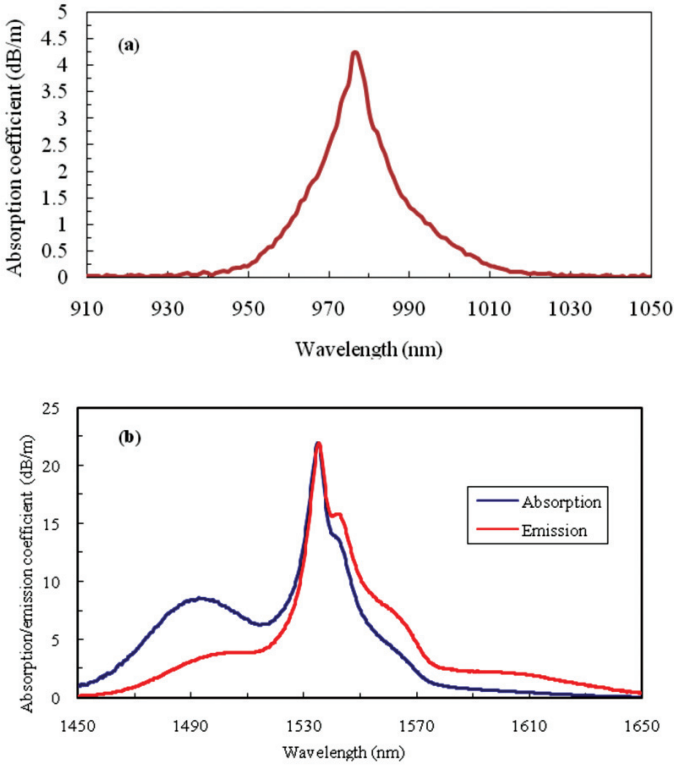 (a)
Absorption coefficient (dB/m)
5
4.5
4
3.5
3
2.5
2
1.5
1
0.5
0
910 930 950 970 990 1010 1030 1050
Wavelength (nm)
(b)
Absorption/emission coefficient (dB/m)
25
20
15
10
5
0
Absorption
Emission
1450 1490 1530 1570 1610 1650
Wavelength (nm)